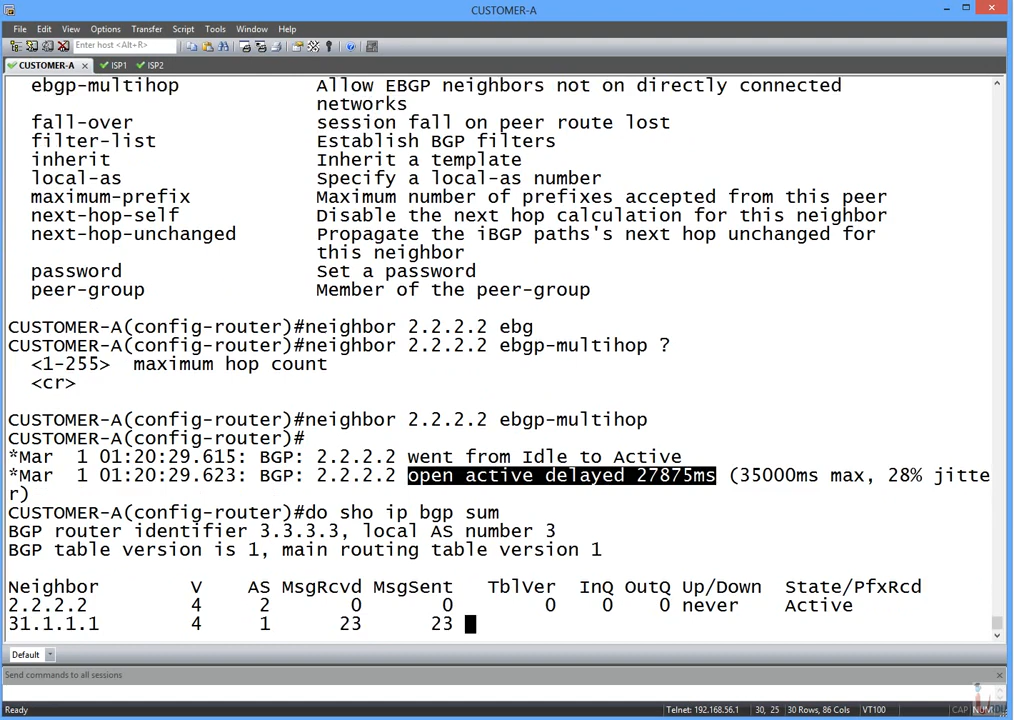 CUSTOMER-A
File Edit View Options Transfer Script Tools Window Help
Enter host <Alt+R>
CUSTOMER-A × ISP1 ISP2
ebgp-multihop Allow EBGP neighbors not on directly connected
networks
fall-over session fall on peer route lost
filter-list Establish BGP filters
inherit Inherit a template
local-as Specify a local-as number
maximum-prefix Maximum number of prefixes accepted from this peer
next-hop-self Disable the next hop calculation for this neighbor
next-hop-unchanged Propagate the iBGP paths's next hop unchanged for
this neighbor
password Set a password
peer-group Member of the peer-group
CUSTOMER-A(config-router)#neighbor 2.2.2.2 ebg
CUSTOMER-A(config-router)#neighbor 2.2.2.2 ebgp-multihop ?
<1-255> maximum hop count
<cr>
CUSTOMER-A(config-router)#neighbor 2.2.2.2 ebgp-multihop
CUSTOMER-A(config-router)#
*Mar 1 01:20:29.615: BGP: 2.2.2.2 went from Idle to Active
*Mar 1 01:20:29.623: BGP: 2.2.2.2 open active delayed 27875ms (35000ms max, 28% jitte
r)
CUSTOMER-A(config-router)#do sho ip bgp sum
BGP router identifier 3.3.3.3, local AS number 3
BGP table version is 1, main routing table version 1
Neighbor V AS MsgRcvd MsgSent TblVer InQ OutQ Up/Down State/PfxRcd
2.2.2.2 4 2 0 0 0 0 0 never Active
31.1.1.1 4 1 23 23
Default
Send commands to all sessions
Ready Telnet: 192.168.56.1 30, 25 30 Rows, 86 Cols VT100 CAP NUM